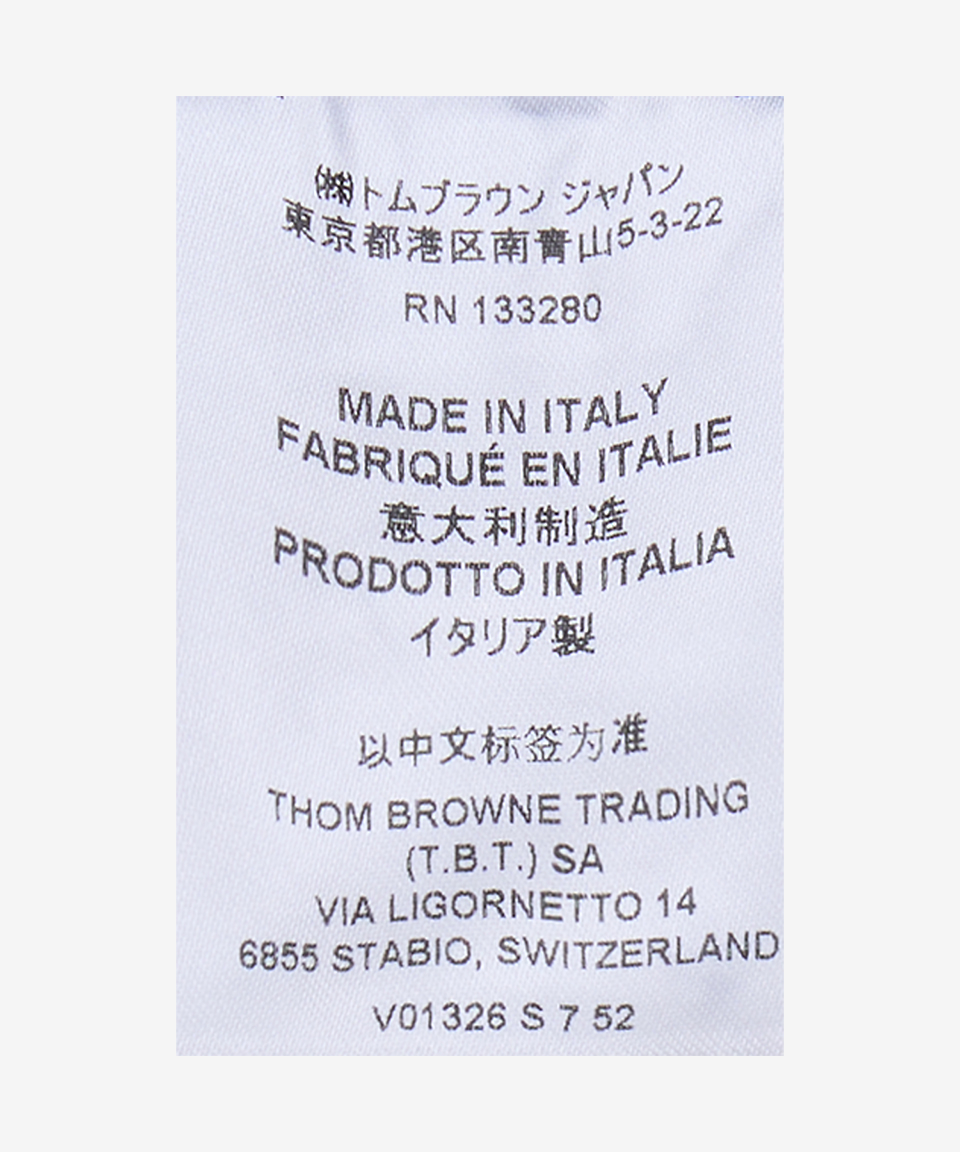 ㈱トムブラウン ジャパン
東京都港区南青山5-3-22
RN 133280
MADE IN ITALY
FABRIQUÉ EN ITALIE
意大利制造
PRODOTTO IN ITALIA
イタリア製
以中文标签为准
THOM BROWNE TRADING
(T.B.T.) SA
VIA LIGORNETTO 14
6855 STABIO, SWITZERLAND
V01326 S 7 52